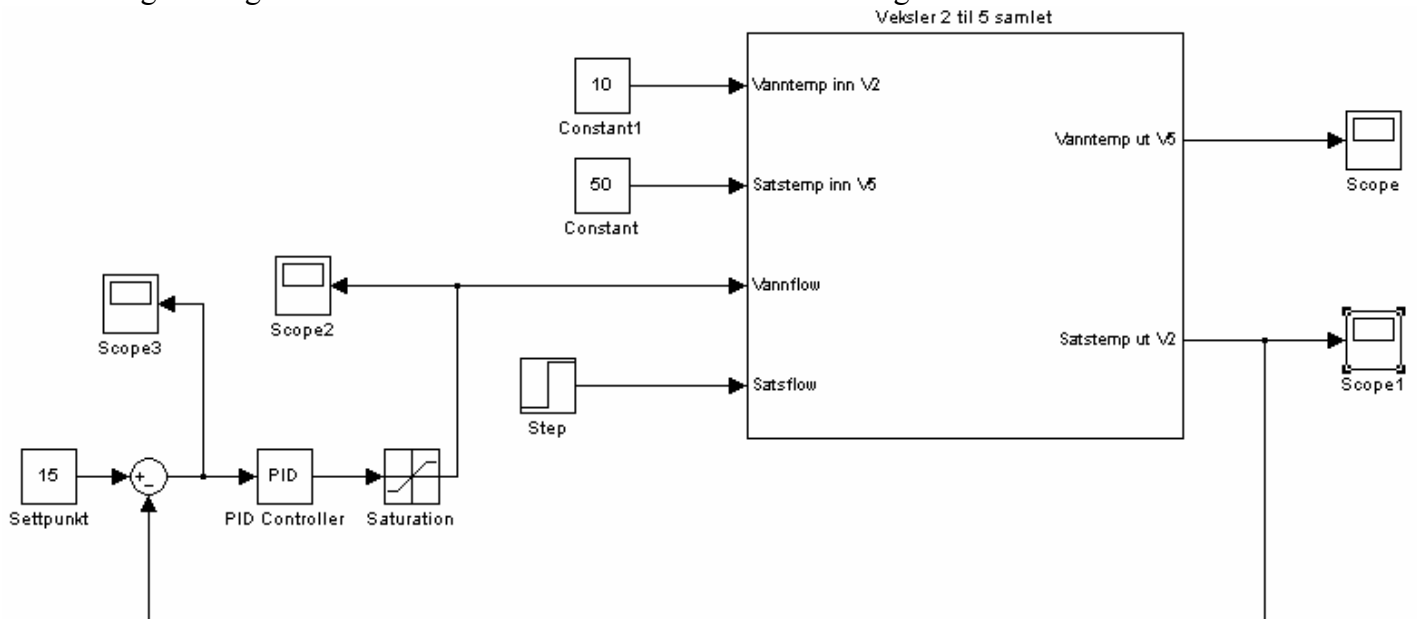 Veksler 2 til 5 samlet
10
Constant1
Vanntemp inn V2
Vanntemp ut V5
Scope
50
Constant
Satstemp inn V5
Scope3
Scope2
Vannflow
Satstemp ut V2
Scope1
Step
Satsflow
15
Settpunkt
+
-
PID
PID Controller
Saturation